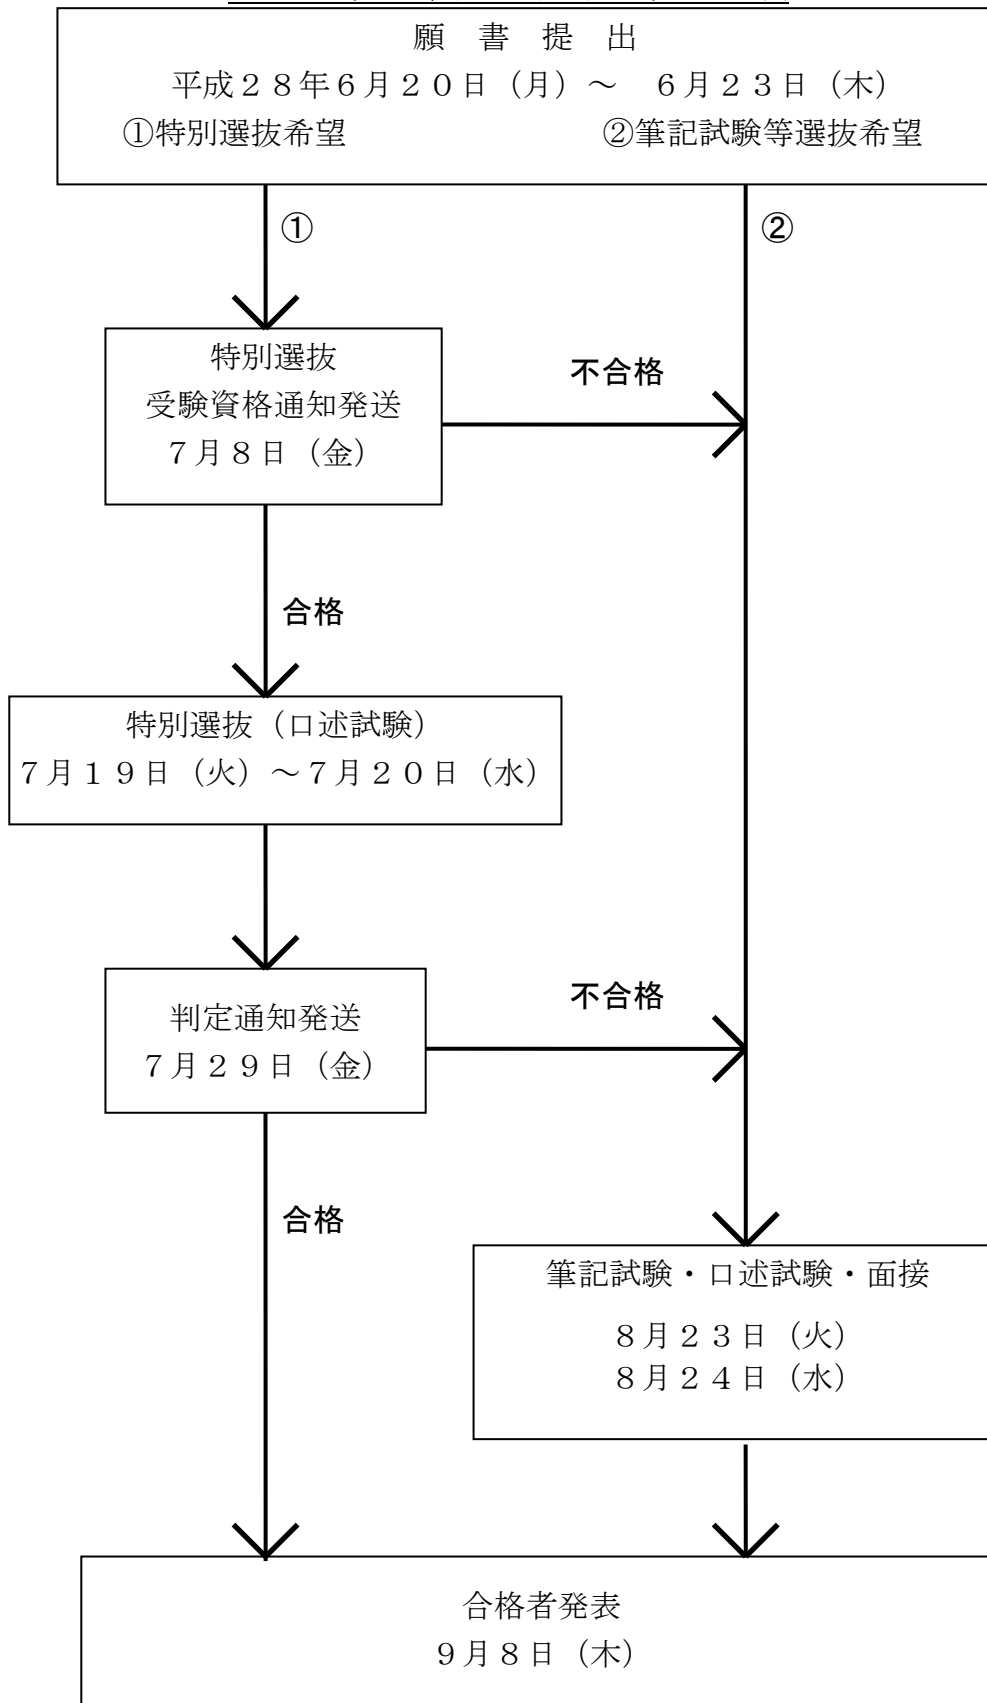 願　書　提　出
平成２８年６月２０日（月）～　６月２３日（木）
①特別選抜希望　　　　　　　　②筆記試験等選抜希望
①
②
特別選抜
受験資格通知発送
７月８日（金）
不合格
合格
特別選抜（口述試験）
７月１９日（火）～７月２０日（水）
判定通知発送
７月２９日（金）
不合格
合格
筆記試験・口述試験・面接
８月２３日（火）
８月２４日（水）
合格者発表
９月８日（木）